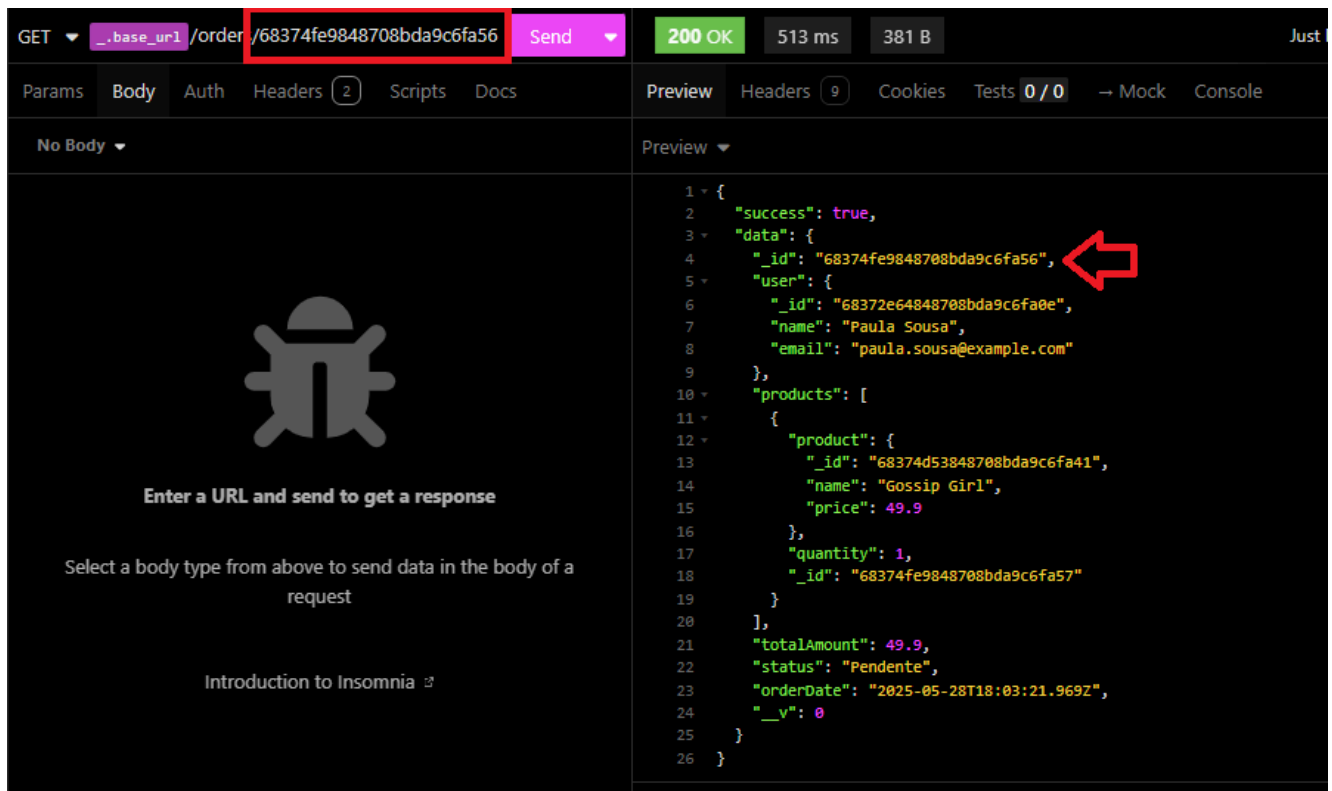 GET _.base_url /order /68374fe9848708bda9c6fa56 Send
200 OK 513 ms 381 B Just
Params Body Auth Headers 2 Scripts Docs
Preview Headers 9 Cookies Tests 0 / 0 → Mock Console
No Body
Preview
Enter a URL and send to get a response
Select a body type from above to send data in the body of a
request
Introduction to Insomnia
1 {
2 "success": true,
3 "data": {
4 "_id": "68374fe9848708bda9c6fa56",
5 "user": {
6 "_id": "68372e64848708bda9c6fa0e",
7 "name": "Paula Sousa",
8 "email": "paula.sousa@example.com"
9 },
10 "products": [
11 {
12 "product": {
13 "_id": "68374d53848708bda9c6fa41",
14 "name": "Gossip Girl",
15 "price": 49.9
16 },
17 "quantity": 1,
18 "_id": "68374fe9848708bda9c6fa57"
19 }
20 ],
21 "totalAmount": 49.9,
22 "status": "Pendente",
23 "orderDate": "2025-05-28T18:03:21.969Z",
24 "__v": 0
25 }
26 }